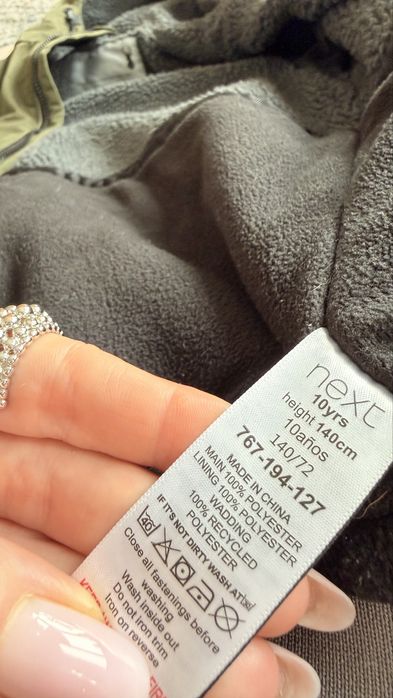 next
10yrs
height 140cm
10años
140/72
767-194-127
MADE IN CHINA
MAIN 100% POLYESTER
LINING 100% POLYESTER
WADDING
100% RECYCLED
POLYESTER
IF IT'S NOT DIRTY WASH AT
40
Close all fastenings before
washing
Wash inside out
Do not iron trim
Iron on reverse